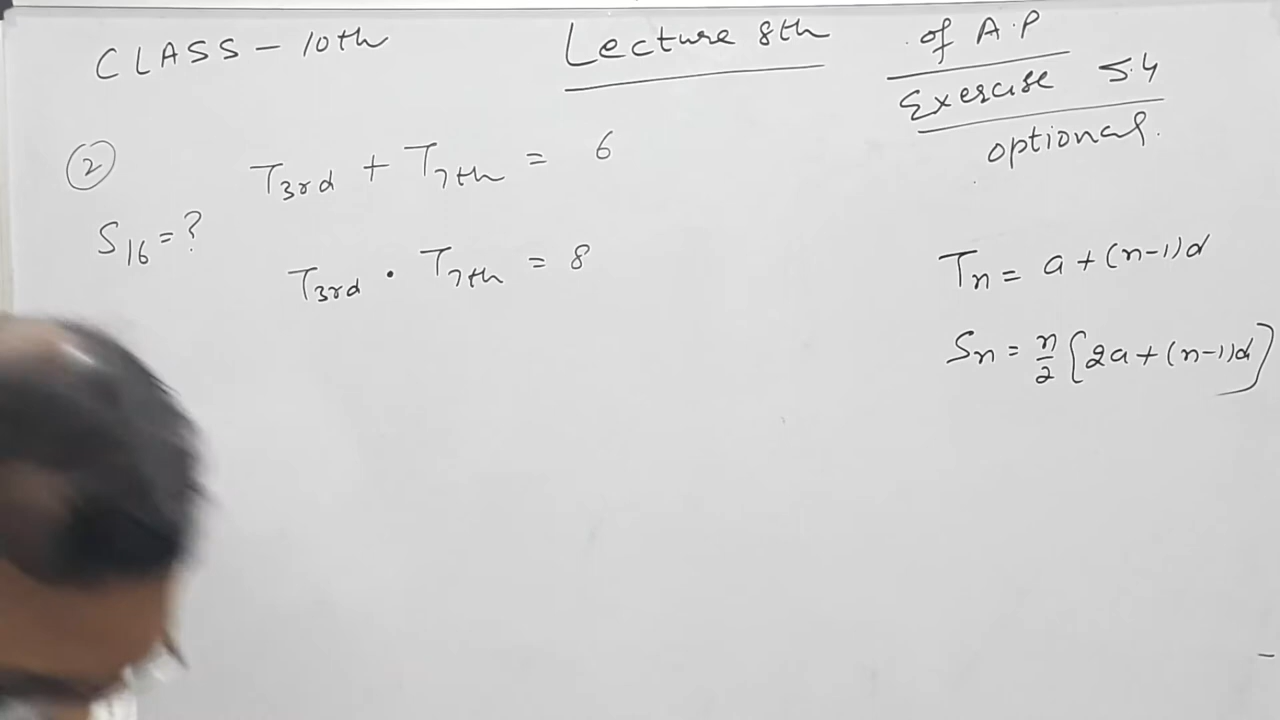 CLASS - 10th
Lecture 8th
of A.P
Exercise 5.4
optional.
② T3rd + T7th = 6
S16 = ?
T3rd . T7th = 8
Tn = a + (n-1)d
Sn = n/2 [2a + (n-1)d]